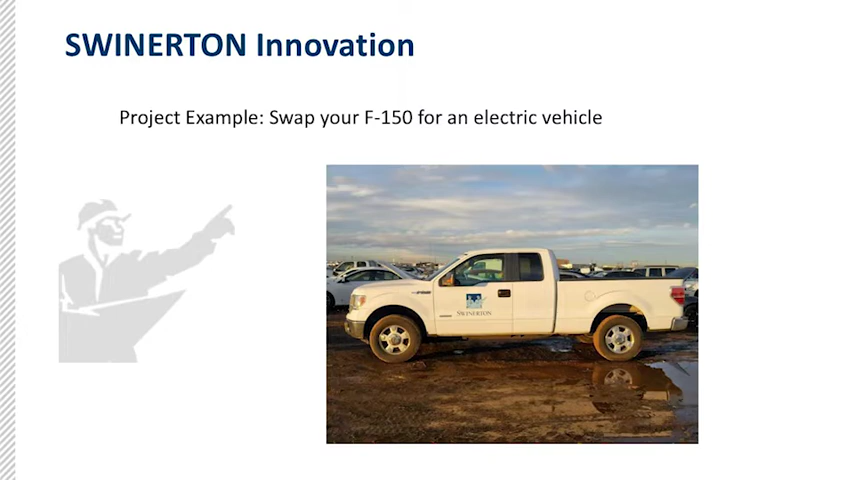 SWINERTON Innovation
Project Example: Swap your F-150 for an electric vehicle
SWINERTON